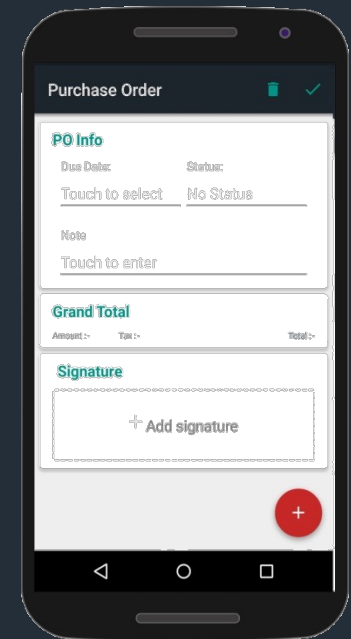 Purchase Order
PO Info
Due Date: Status:
Touch to select No Status
Note
Touch to enter
Grand Total
Amount :- Tax :- Total :-
Signature
Add signature